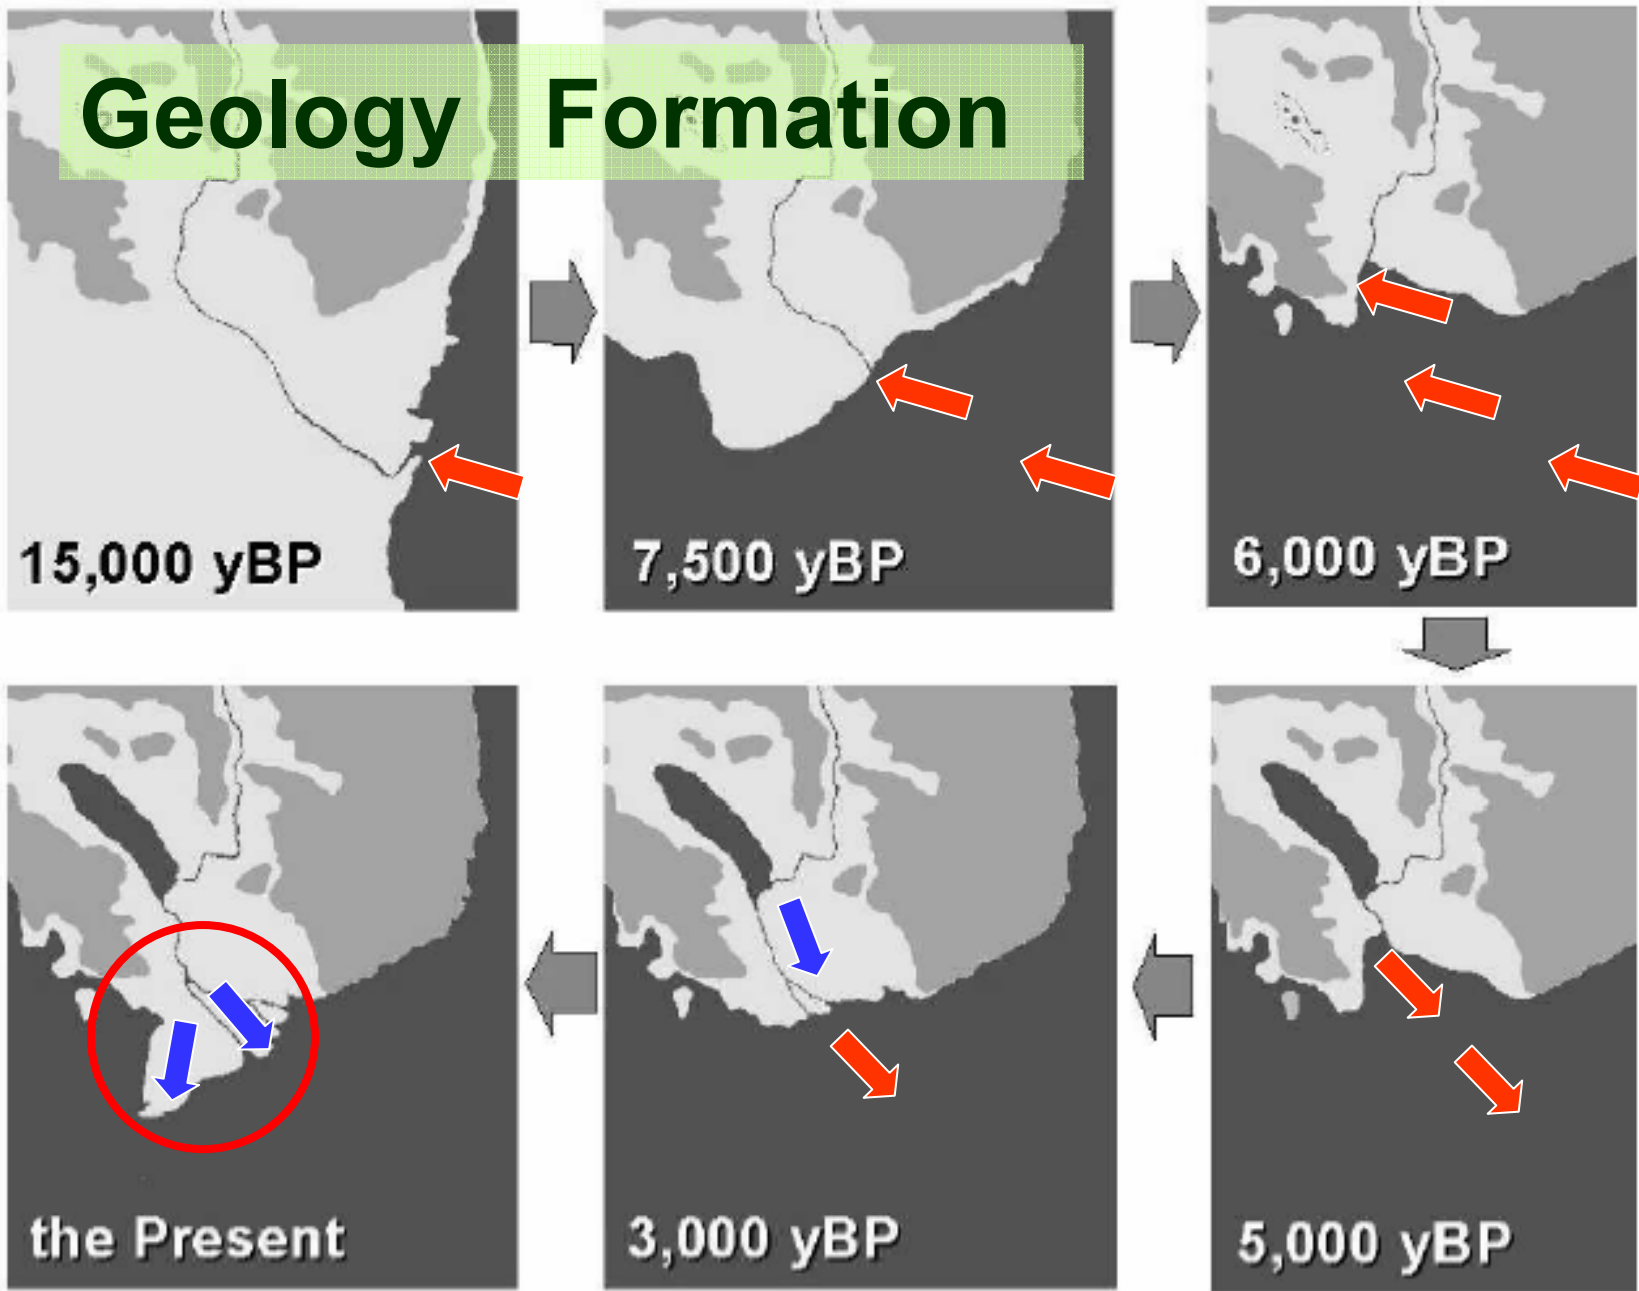 Geology Formation
15,000 yBP
7,500 yBP
6,000 yBP
5,000 yBP
3,000 yBP
the Present